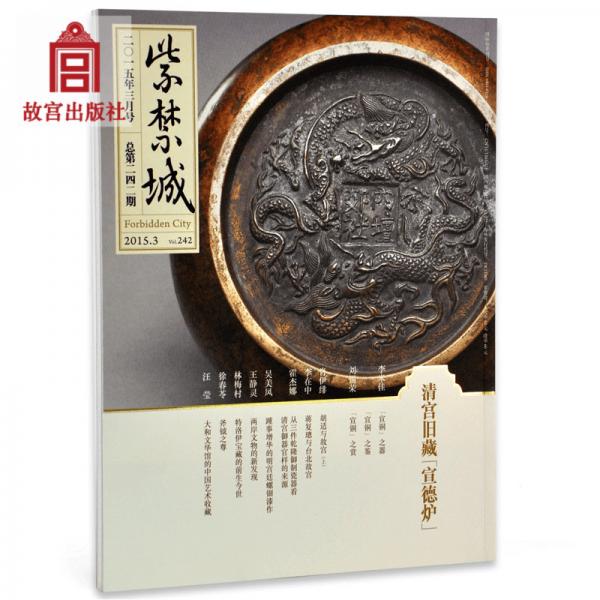 故宫出版社
二〇一五年三月号
总第二四二期
紫禁城
Forbidden City
2015.3 Vol.242
清宫旧藏「宣德炉」
「宣铜」之器
「宣铜」之鉴
「宣铜」之赏
胡适与故宫(上)
李在中
蒋复璁与台北故宫
霍杰娜
从三件乾隆御制瓷器看
清宫御器官样的来源
吴美凤
踵事增华的明宫廷螺钿漆作
王静灵
两岸文物的新发现
林梅村
特洛伊宝藏的前生今世
徐春苓
斧钺之尊
汪莹
大和文华馆的中国艺术收藏